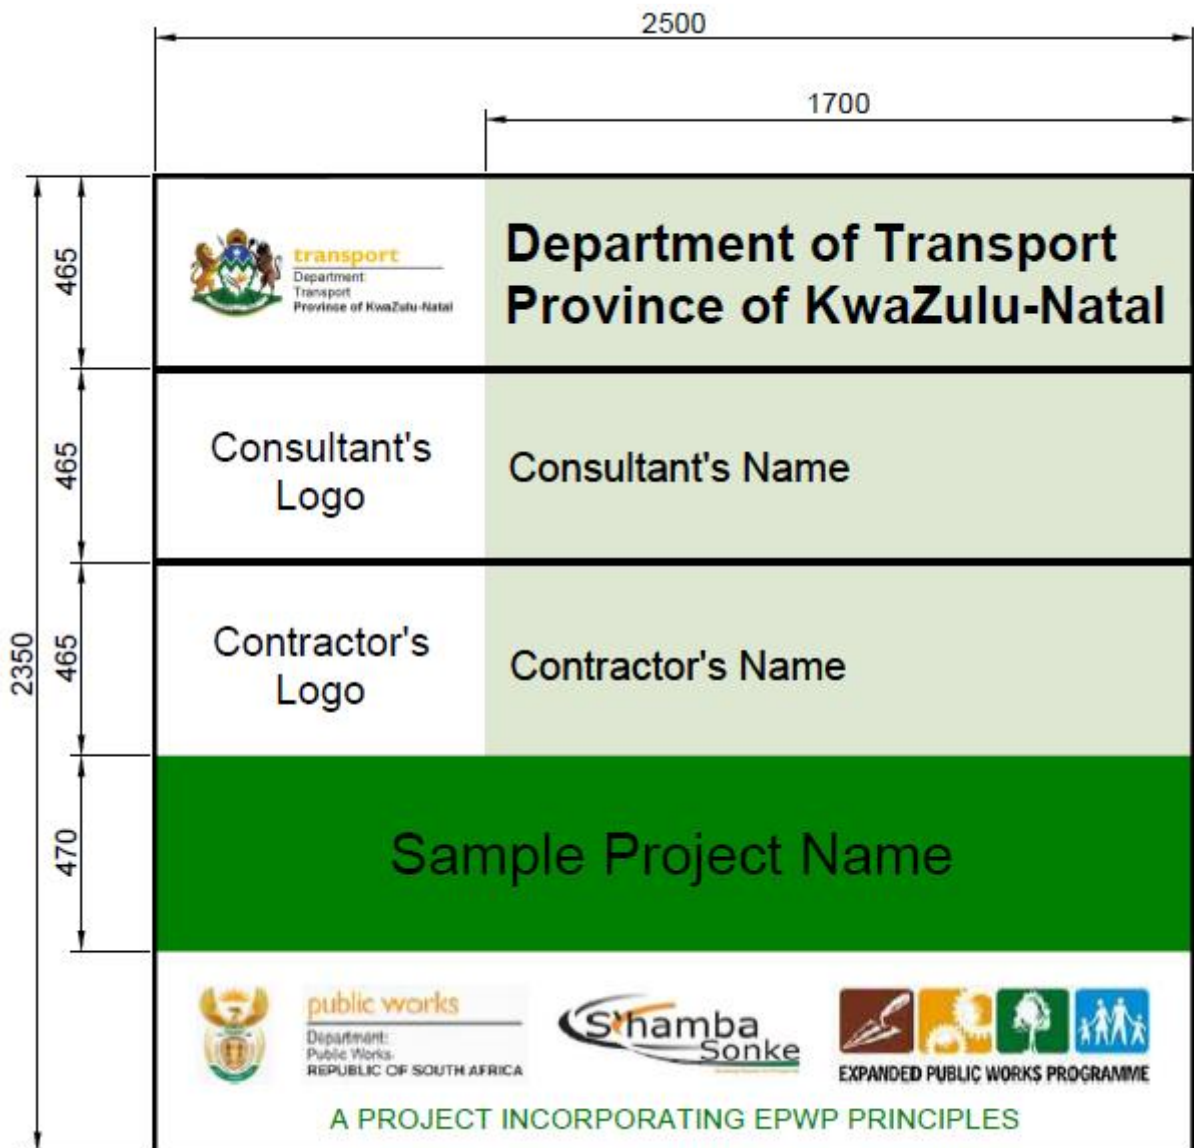 2500
1700
465
transport
Department:
Transport
Province of KwaZulu-Natal
Department of Transport
Province of KwaZulu-Natal
465
Consultant's
Logo
Consultant's Name
2350
465
Contractor's
Logo
Contractor's Name
470
Sample Project Name
public works
Department:
Public Works
REPUBLIC OF SOUTH AFRICA
S'hamba
Sonke
EXPANDED PUBLIC WORKS PROGRAMME
A PROJECT INCORPORATING EPWP PRINCIPLES